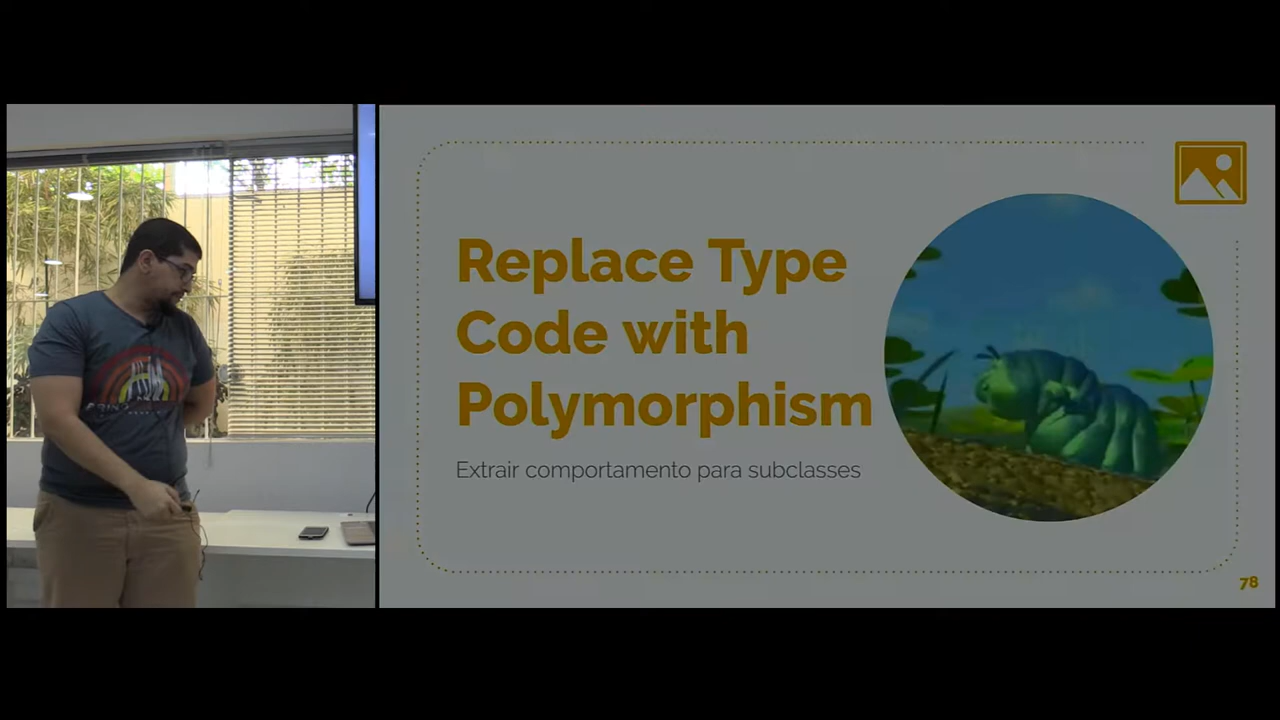 Replace Type
Code with
Polymorphism
Extrair comportamento para subclasses
78